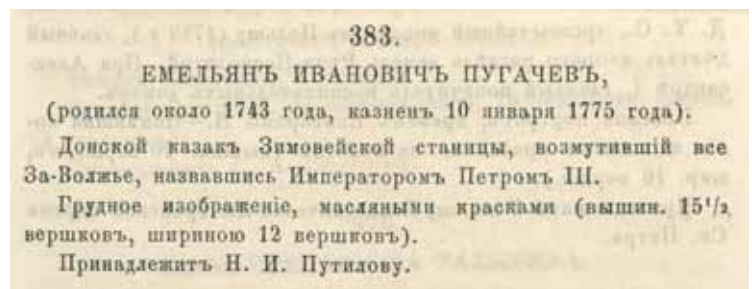 383.
ЕМЕЛЬЯНЪ ИВАНОВИЧЪ ПУГАЧЕВЪ,
(родился около 1743 года, казненъ 10 января 1775 года).
Донской казакъ Зимовейской станицы, возмутившій все
За-Волжье, назвавшись Императоромъ Петромъ III.
Грудное изображеніе, масляными красками (вышин. 15¹/₂
вершковъ, шириною 12 вершковъ).
Принадлежитъ Н. И. Путилову.